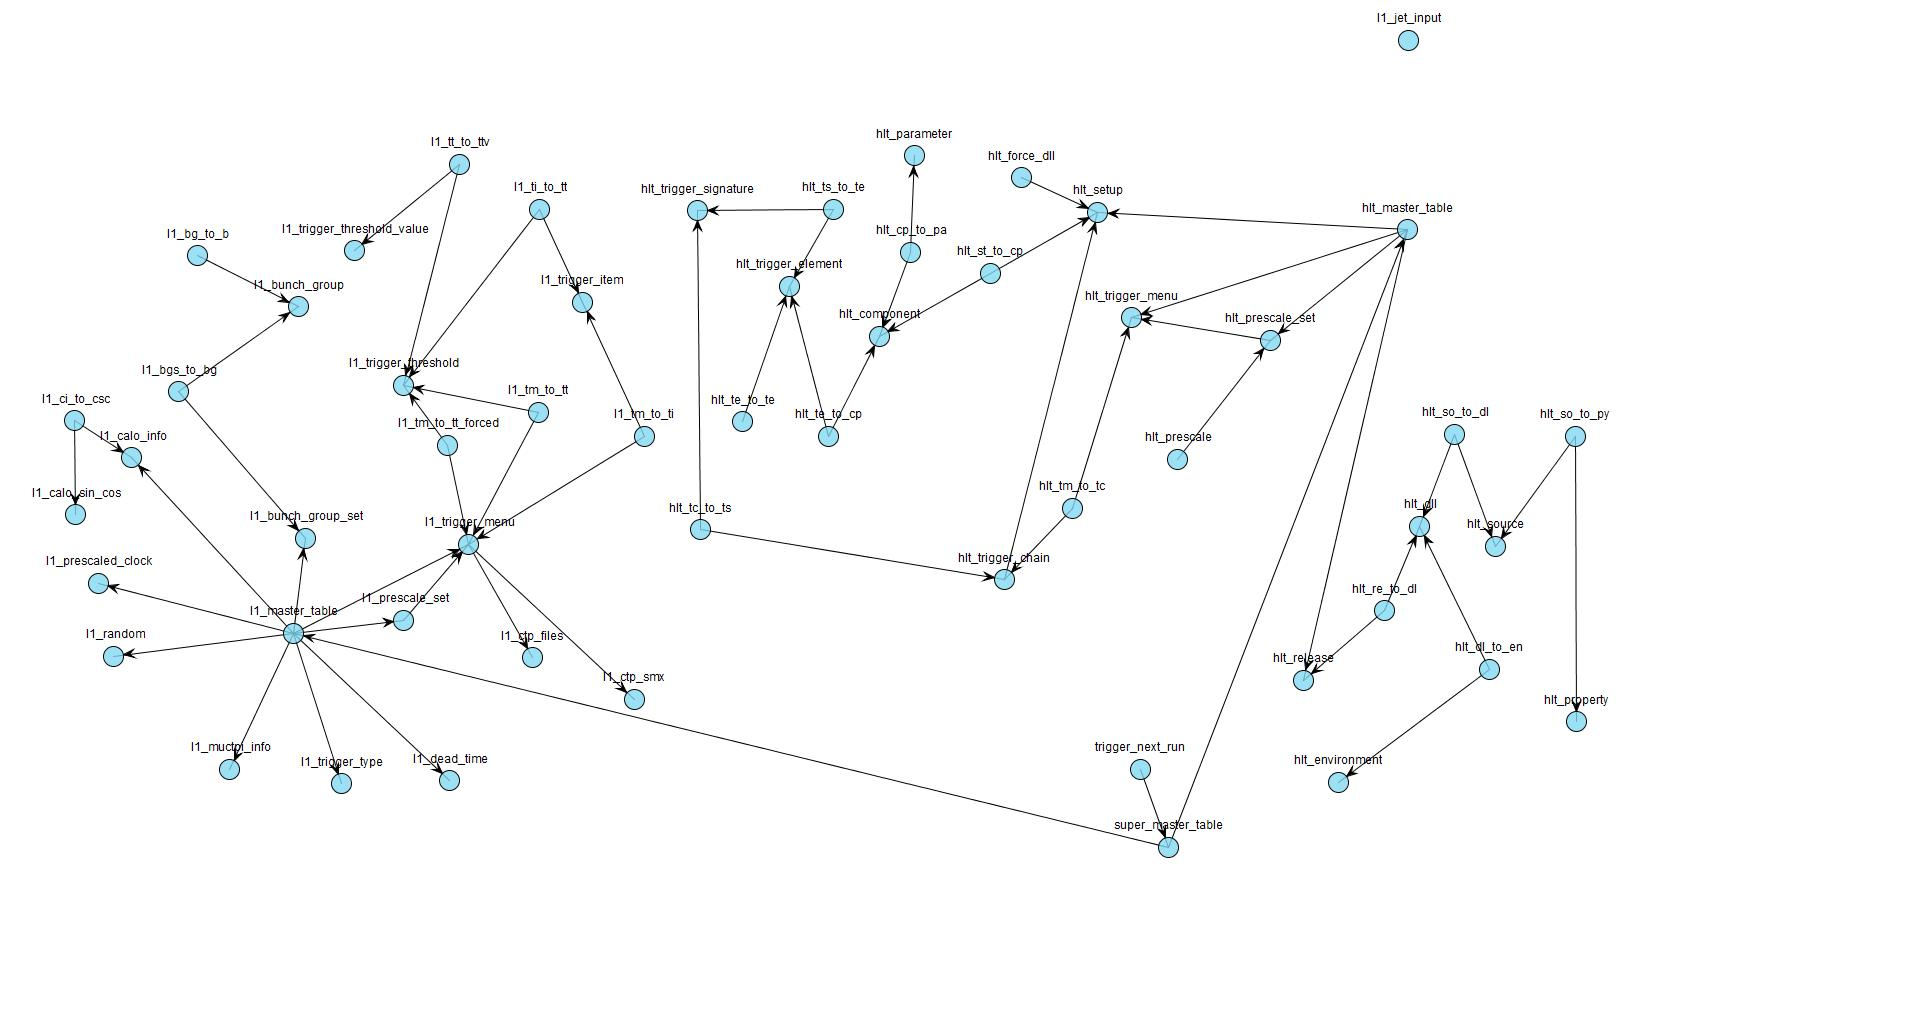 l1_jet_input
hlt_parameter
l1_tt_to_ttv
hlt_force_dll
l1_ti_to_tt
hlt_trigger_signature
hlt_ts_to_te
hlt_setup
hlt_master_table
l1_bg_to_b
l1_trigger_threshold_value
hlt_cp_to_pa
hlt_st_to_cp
hlt_trigger_element
l1_trigger_item
l1_bunch_group
hlt_trigger_menu
hlt_component
hlt_prescale_set
l1_trigger_threshold
l1_bgs_to_bg
l1_tm_to_tt
l1_ci_to_csc
hlt_te_to_te
l1_tm_to_ti
hlt_te_to_cp
hlt_so_to_dl
hlt_so_to_py
l1_tm_to_tt_forced
l1_calo_info
hlt_prescale
l1_calo_sin_cos
hlt_tm_to_tc
hlt_dll
hlt_tc_to_ts
l1_bunch_group_set
l1_trigger_menu
hlt_source
l1_prescaled_clock
hlt_trigger_chain
hlt_re_to_dl
l1_prescale_set
l1_master_table
l1_random
l1_ctp_files
hlt_dl_to_en
hlt_release
l1_ctp_smx
hlt_property
l1_muctpi_info
trigger_next_run
l1_trigger_type
l1_dead_time
hlt_environment
super_master_table